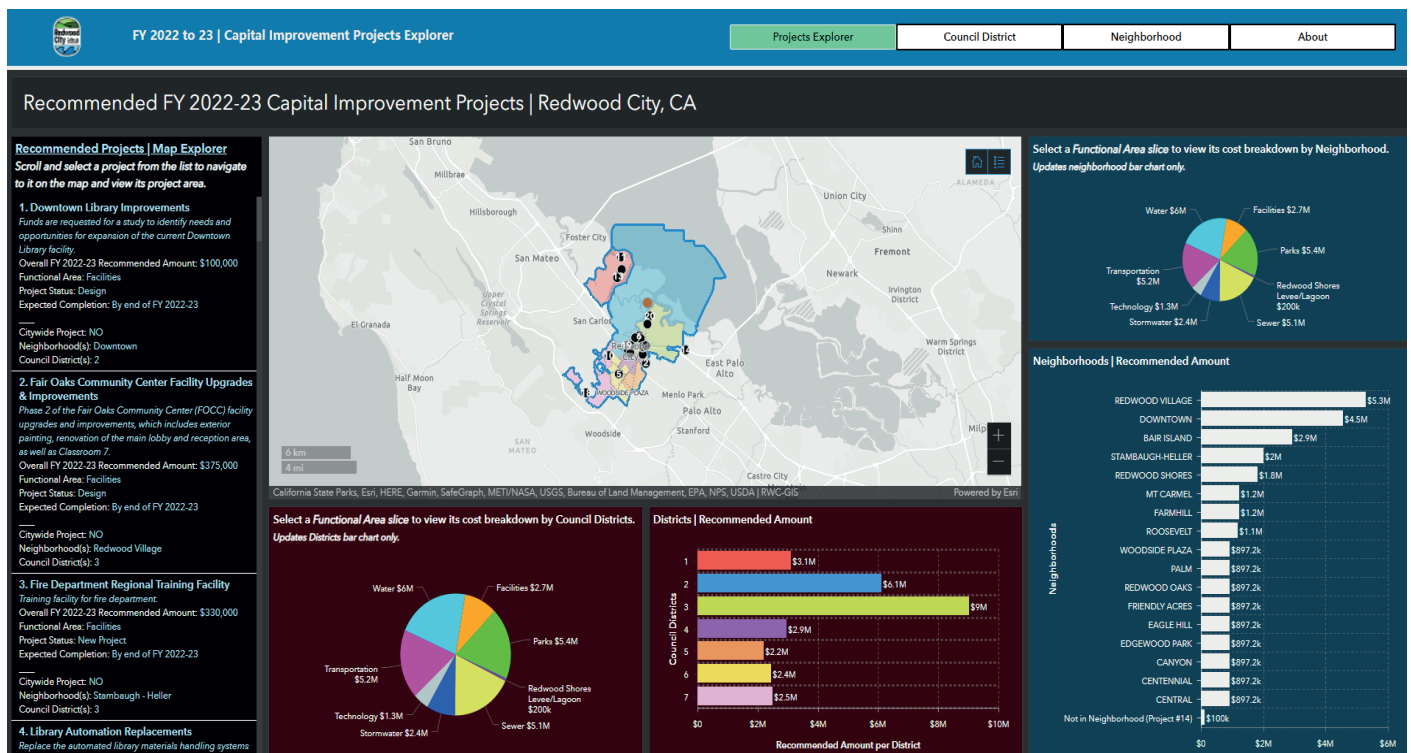 Redwood
City
FY 2022 to 23 | Capital Improvement Projects Explorer
Projects Explorer
Council District
Neighborhood
About
Recommended FY 2022-23 Capital Improvement Projects | Redwood City, CA
Recommended Projects | Map Explorer
Scroll and select a project from the list to navigate
to it on the map and view its project area.
1. Downtown Library Improvements
Funds are requested for a study to identify needs and
opportunities for expansion of the current Downtown
Library facility.
Overall FY 2022-23 Recommended Amount: $100,000
Functional Area: Facilities
Project Status: Design
Expected Completion: By end of FY 2022-23
Citywide Project: NO
Neighborhood(s): Downtown
Council District(s): 2
2. Fair Oaks Community Center Facility Upgrades
& Improvements
Phase 2 of the Fair Oaks Community Center (FOCC) facility
upgrades and improvements, which includes exterior
painting, renovation of the main lobby and reception area,
as well as Classroom 7.
Overall FY 2022-23 Recommended Amount: $375,000
Functional Area: Facilities
Project Status: Design
Expected Completion: By end of FY 2022-23
Citywide Project: NO
Neighborhood(s): Redwood Village
Council District(s): 3
3. Fire Department Regional Training Facility
Training facility for fire department.
Overall FY 2022-23 Recommended Amount: $330,000
Functional Area: Facilities
Project Status: New Project
Expected Completion: By end of FY 2022-23
Citywide Project: NO
Neighborhood(s): Stambaugh - Heller
Council District(s): 3
4. Library Automation Replacements
Replace the automated library materials handling systems
San Bruno
Millbrae
Hillsborough
Foster City
San Mateo
Upper
Crystal
Springs
Reservoir
San Carlos
El Granada
Half Moon
Bay
SAN
MATEO
Woodside
WOODSIDE PLAZA
Menlo Park
Palo Alto
Stanford
East Palo
Alto
Castro City
Union City
ALAMEDA
Shinn
Fremont
Newark
Irvington
District
Warm Springs
District
Milp
20
14
2
5
6 km
4 mi
+
−
California State Parks, Esri, HERE, Garmin, SafeGraph, METI/NASA, USGS, Bureau of Land Management, EPA, NPS, USDA | RWC-GIS
Powered by Esri
Select a Functional Area slice to view its cost breakdown by Council Districts.
Updates Districts bar chart only.
Water $6M
Facilities $2.7M
Parks $5.4M
Redwood Shores
Levee/Lagoon
$200k
Sewer $5.1M
Stormwater $2.4M
Technology $1.3M
Transportation
$5.2M
Districts | Recommended Amount
Council Districts
1 $3.1M
2 $6.1M
3 $9M
4 $2.9M
5 $2.2M
6 $2.4M
7 $2.5M
$0 $2M $4M $6M $8M $10M
Recommended Amount per District
Select a Functional Area slice to view its cost breakdown by Neighborhood.
Updates neighborhood bar chart only.
Water $6M
Facilities $2.7M
Parks $5.4M
Redwood Shores
Levee/Lagoon
$200k
Sewer $5.1M
Stormwater $2.4M
Technology $1.3M
Transportation
$5.2M
Neighborhoods | Recommended Amount
Neighborhoods
REDWOOD VILLAGE $5.3M
DOWNTOWN $4.5M
BAIR ISLAND $2.9M
STAMBAUGH-HELLER $2M
REDWOOD SHORES $1.8M
MT CARMEL $1.2M
FARMHILL $1.2M
ROOSEVELT $1.1M
WOODSIDE PLAZA $897.2k
PALM $897.2k
REDWOOD OAKS $897.2k
FRIENDLY ACRES $897.2k
EAGLE HILL $897.2k
EDGEWOOD PARK $897.2k
CANYON $897.2k
CENTENNIAL $897.2k
CENTRAL $897.2k
Not in Neighborhood (Project #14) $100k
$0 $2M $4M $6M